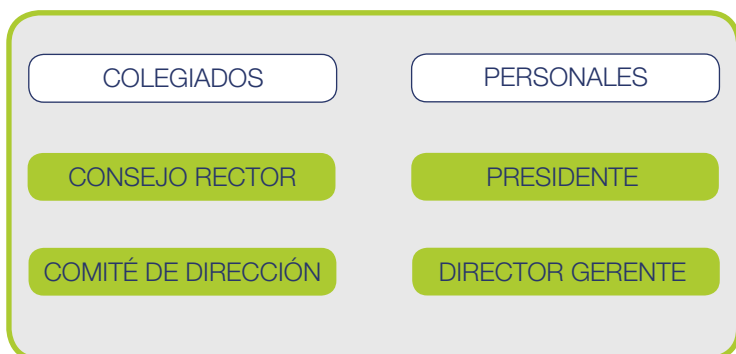 COLEGIADOS
PERSONALES
CONSEJO RECTOR
PRESIDENTE
COMITÉ DE DIRECCIÓN
DIRECTOR GERENTE